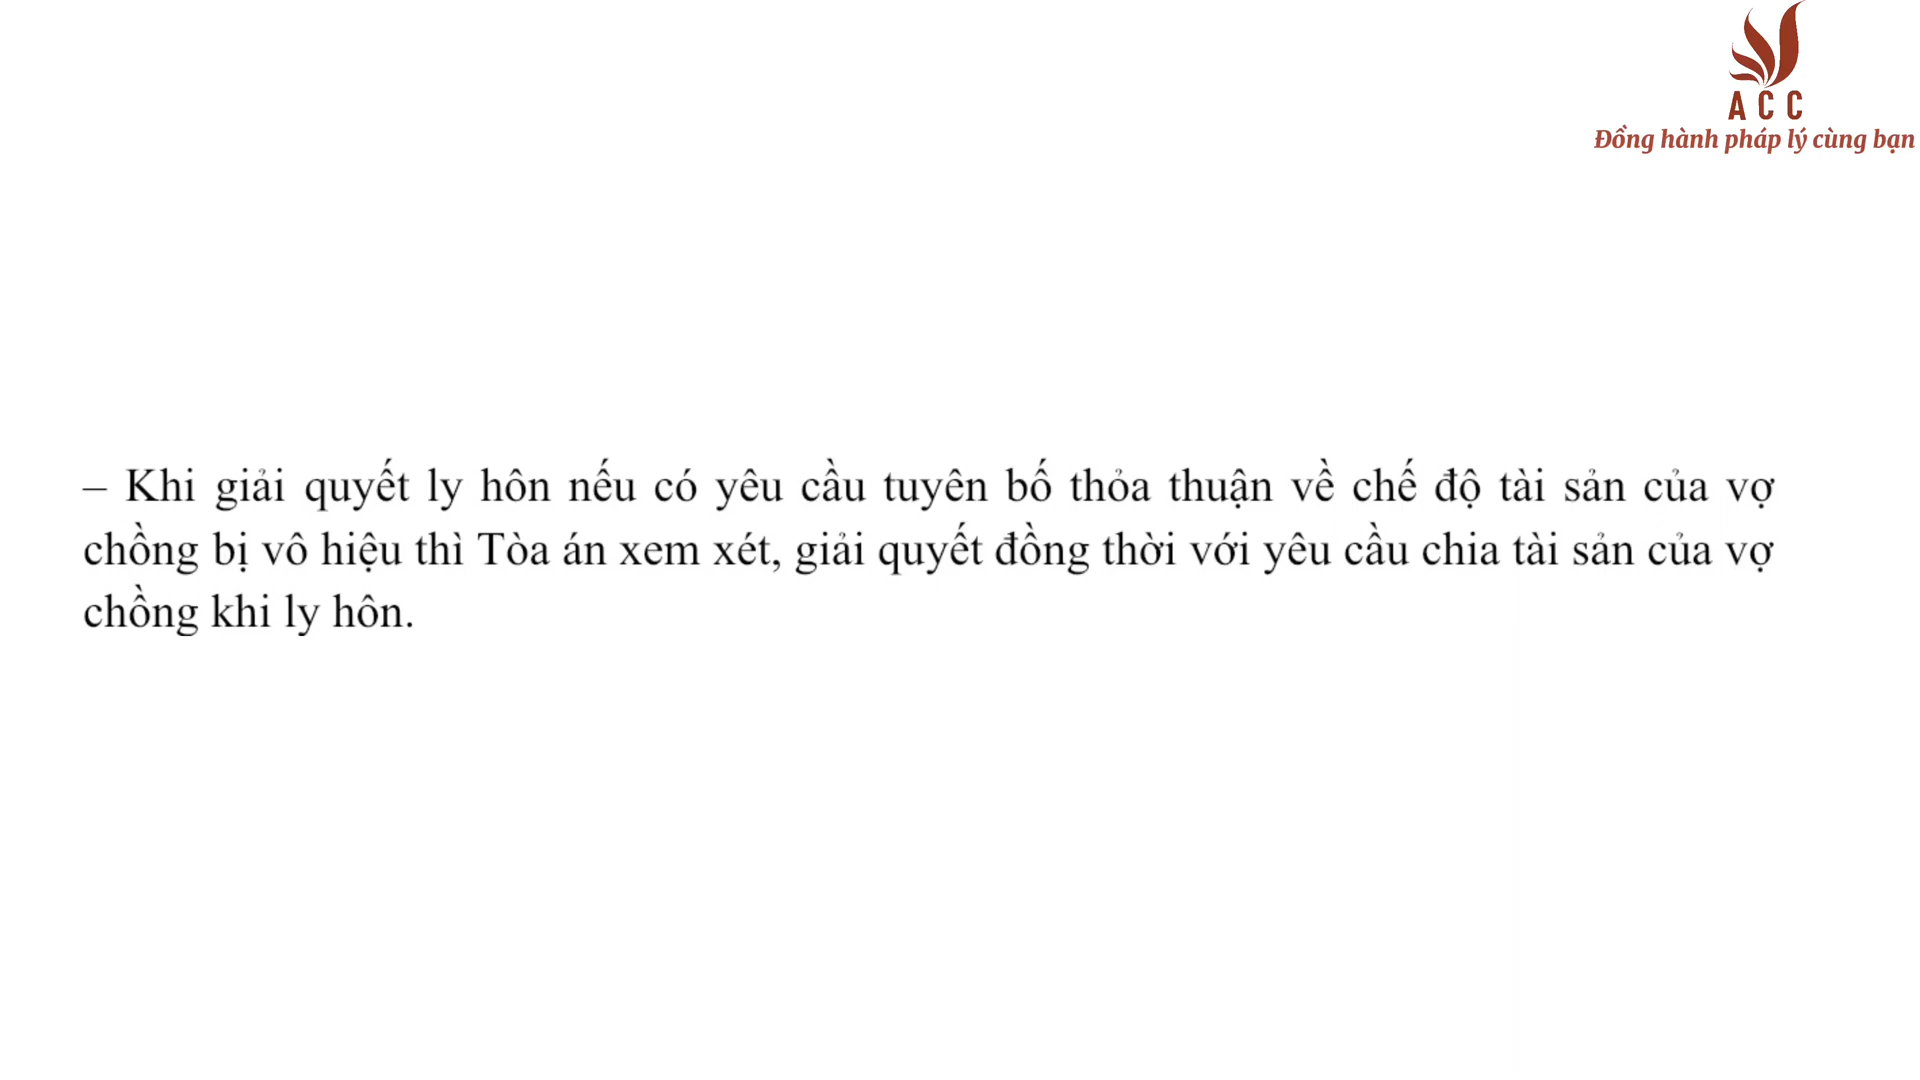 ACC
Đồng hành pháp lý cùng bạn
– Khi giải quyết ly hôn nếu có yêu cầu tuyên bố thỏa thuận về chế độ tài sản của vợ
chồng bị vô hiệu thì Tòa án xem xét, giải quyết đồng thời với yêu cầu chia tài sản của vợ
chồng khi ly hôn.